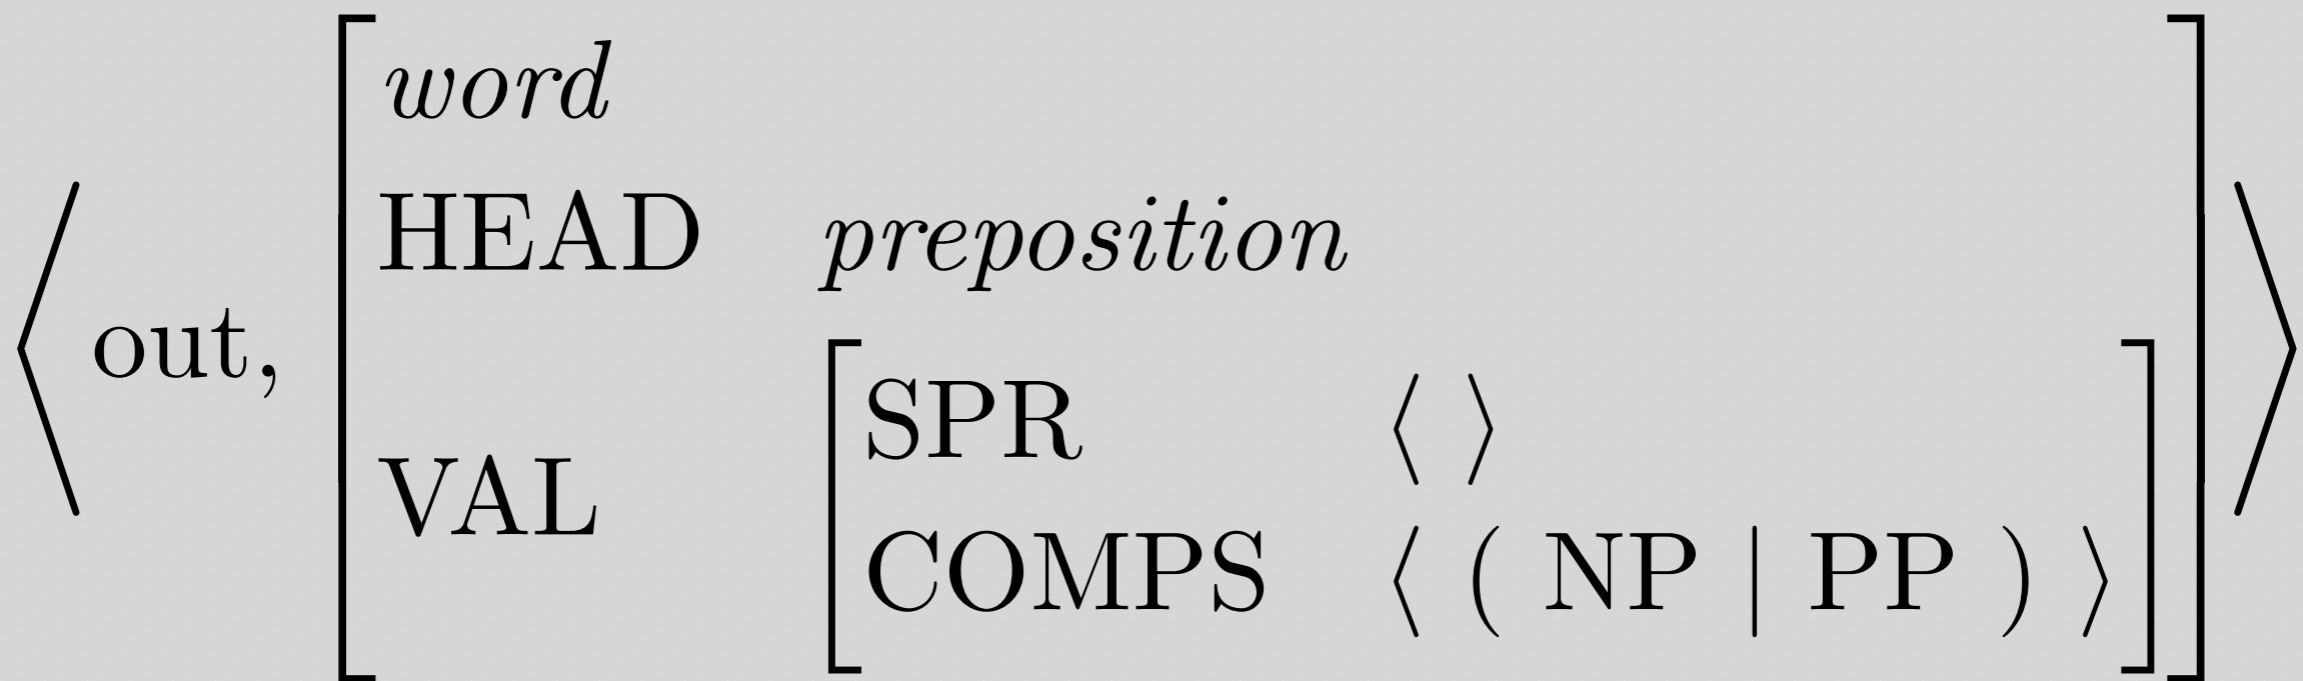 word
HEAD preposition
⟨ out,
SPR ⟨ ⟩
VAL
COMPS ⟨ ( NP | PP ) ⟩ ⟩